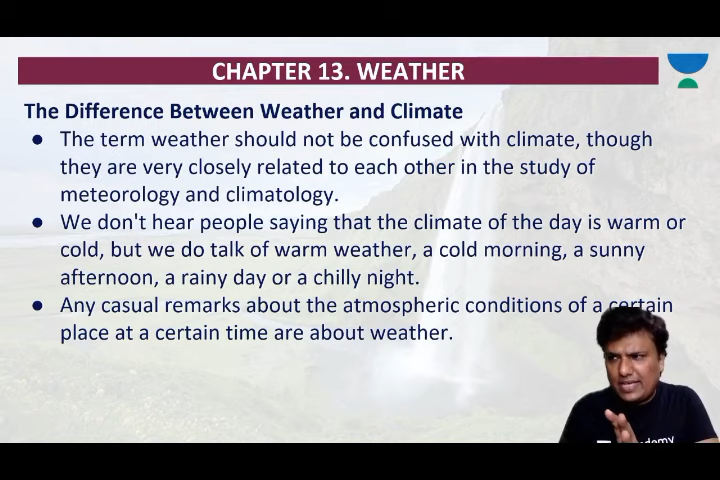 CHAPTER 13. WEATHER
The Difference Between Weather and Climate
● The term weather should not be confused with climate, though
they are very closely related to each other in the study of
meteorology and climatology.
● We don't hear people saying that the climate of the day is warm or
cold, but we do talk of warm weather, a cold morning, a sunny
afternoon, a rainy day or a chilly night.
● Any casual remarks about the atmospheric conditions of a certain
place at a certain time are about weather.